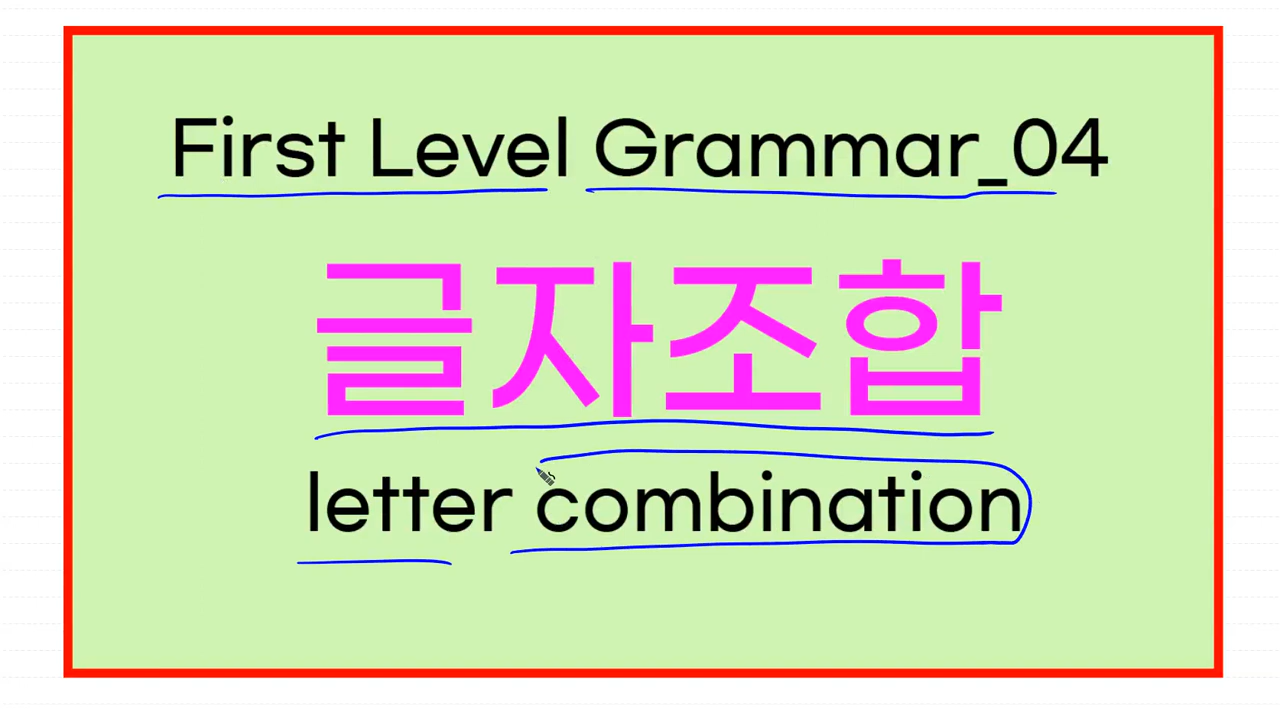 First Level Grammar_04
글자조합
letter combination